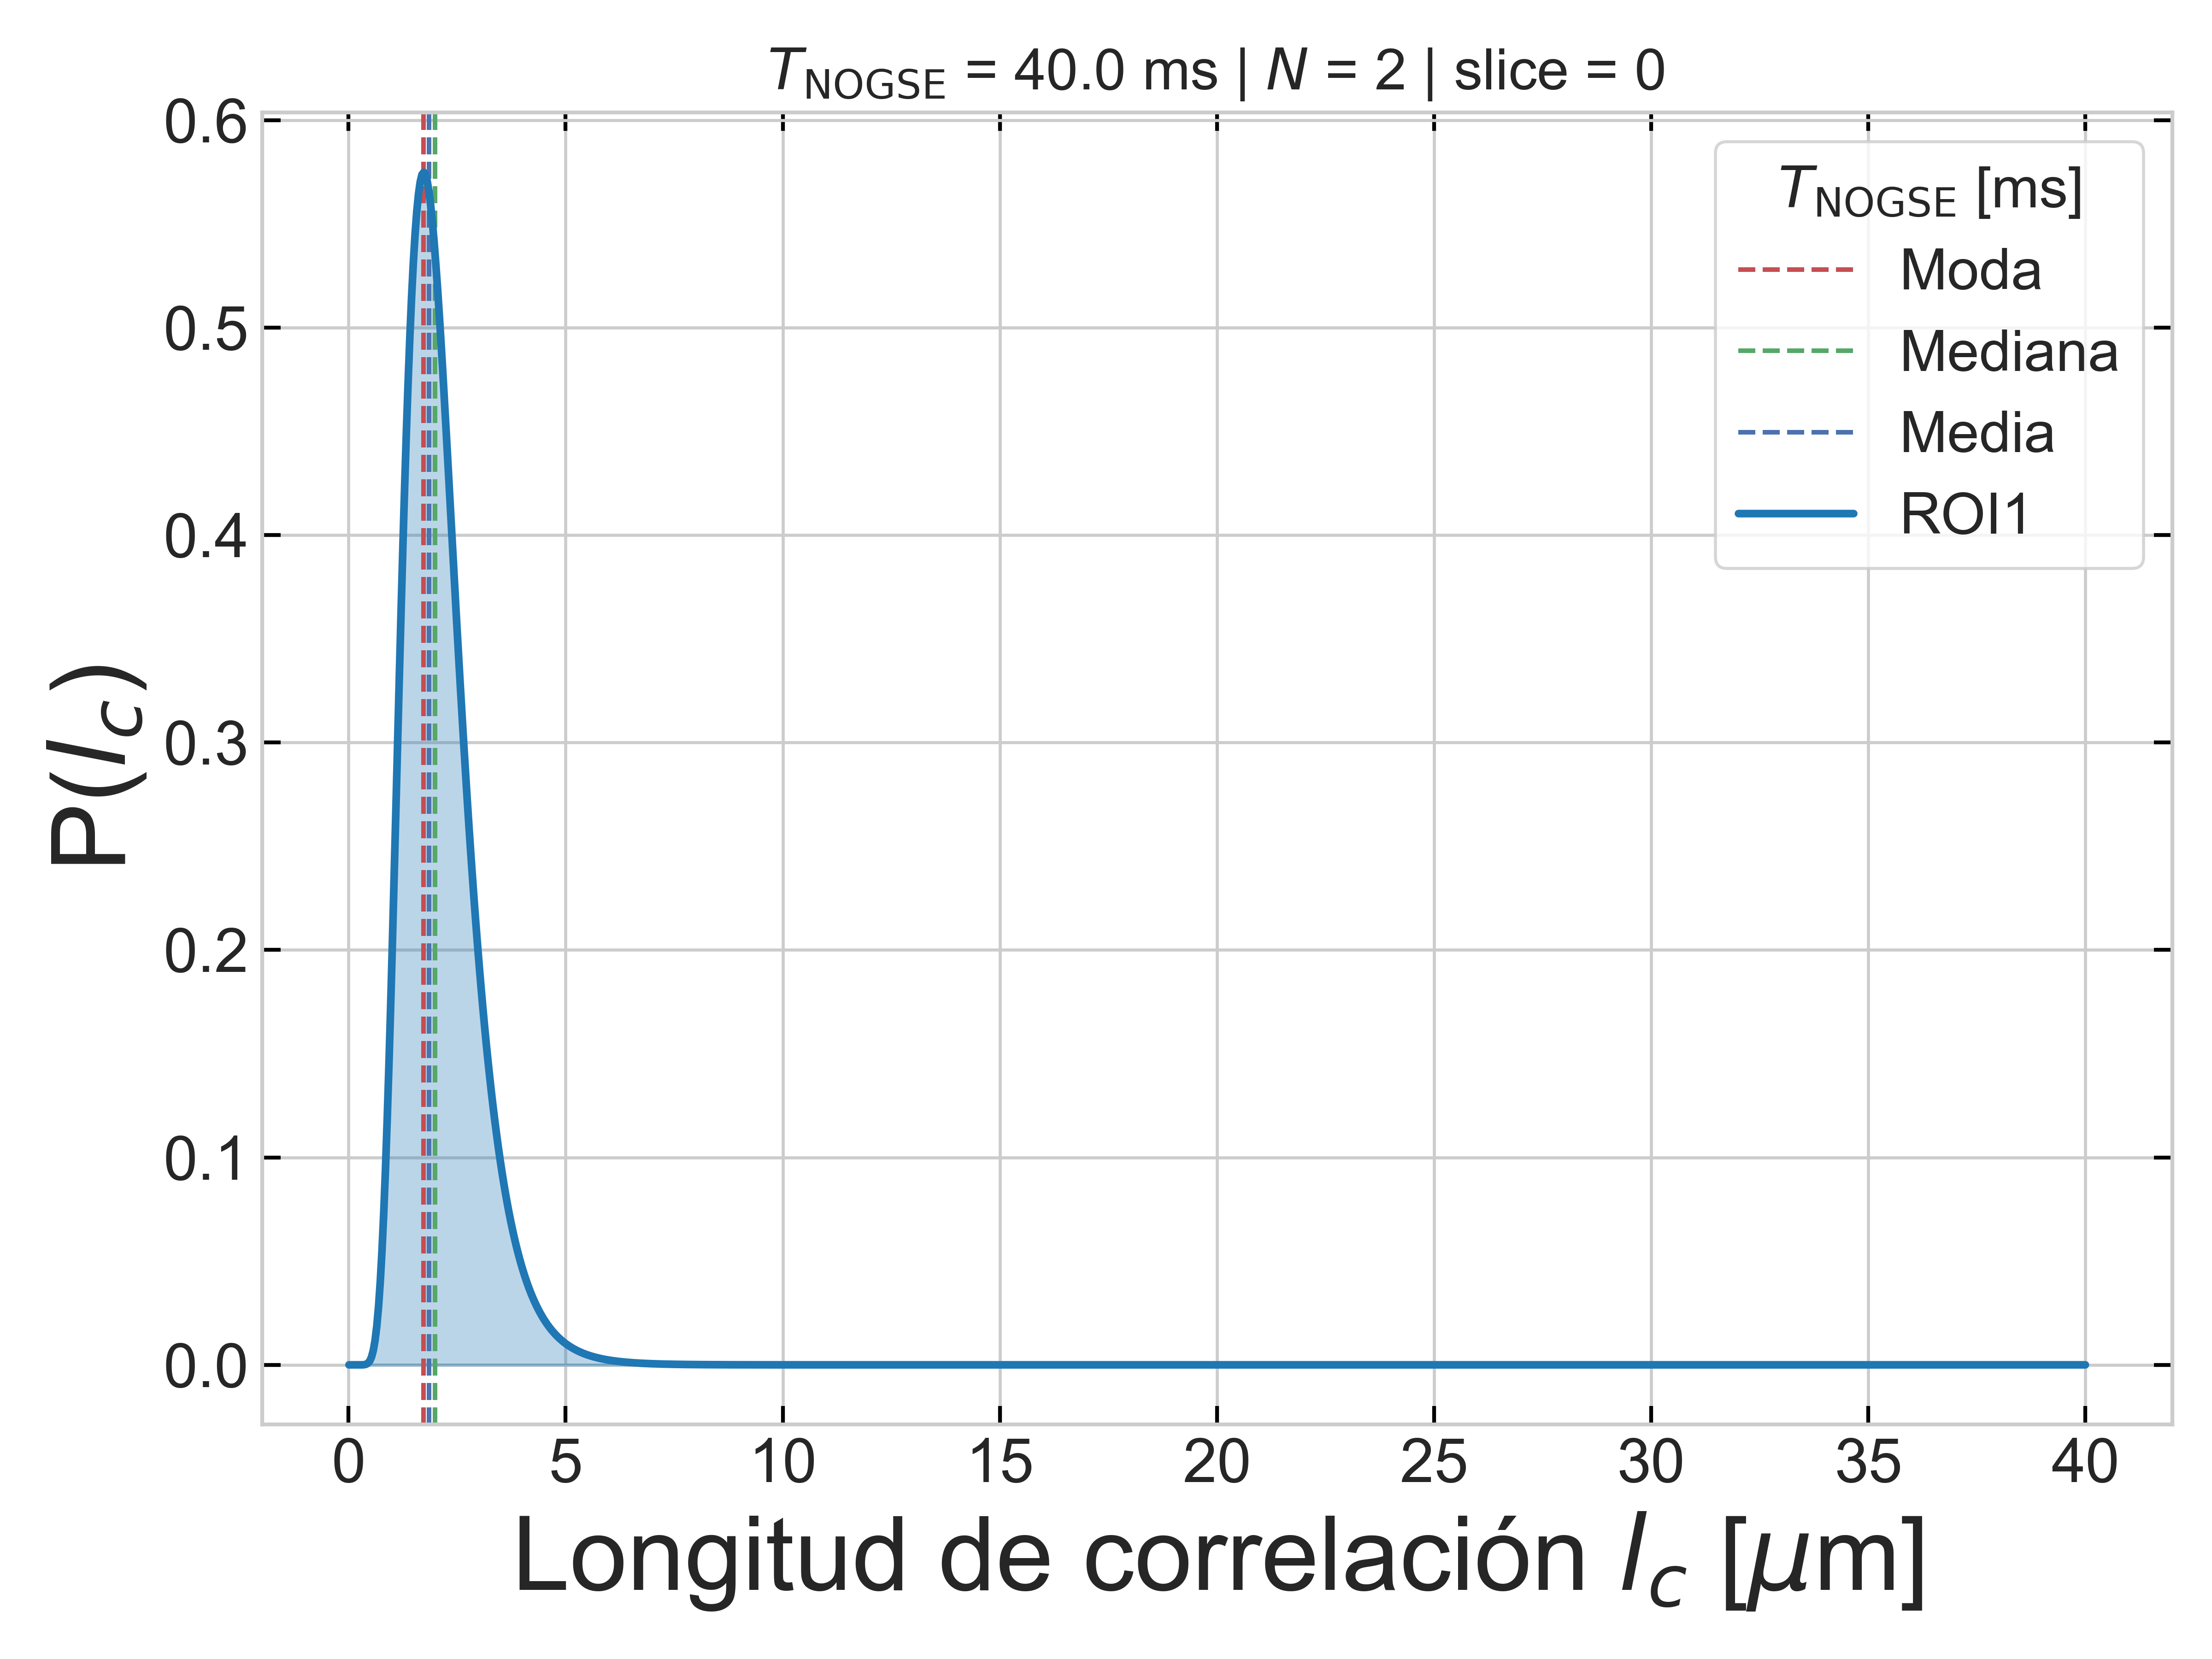 T_NOGSE = 40.0 ms | N = 2 | slice = 0
T_NOGSE [ms]
Moda
Mediana
Media
ROI1
P(l_c)
0.6
0.5
0.4
0.3
0.2
0.1
0.0
0 5 10 15 20 25 30 35 40
Longitud de correlación l_c [μm]